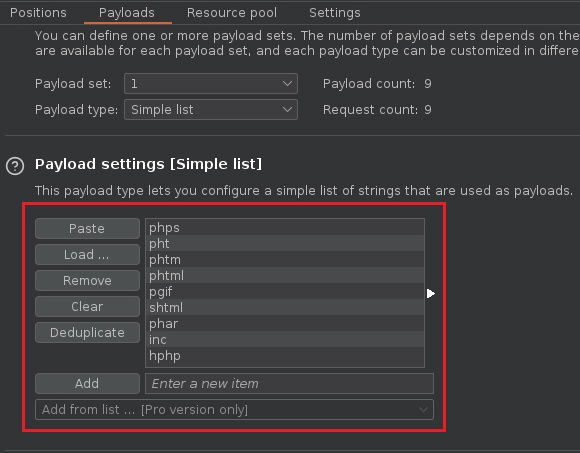 Positions Payloads Resource pool Settings
You can define one or more payload sets. The number of payload sets depends on the
are available for each payload set, and each payload type can be customized in differe
Payload set: 1 Payload count: 9
Payload type: Simple list Request count: 9
? Payload settings [Simple list]
This payload type lets you configure a simple list of strings that are used as payloads.
Paste
Load ...
Remove
Clear
Deduplicate
phps
pht
phtm
phtml
pgif
shtml
phar
inc
hphp
Add Enter a new item
Add from list ... [Pro version only]